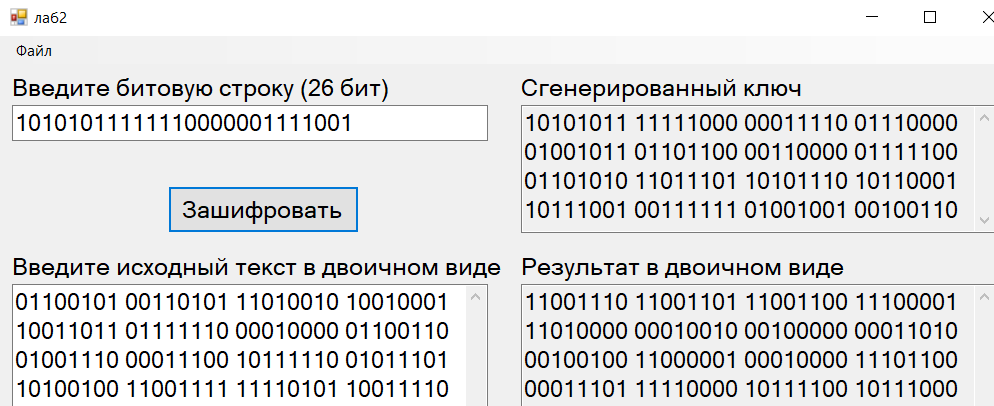 лаб2
Файл
Введите битовую строку (26 бит)
10101011111110000001111001
Зашифровать
Сгенерированный ключ
10101011 11111000 00011110 01110000
01001011 01101100 00110000 01111100
01101010 11011101 10101110 10110001
10111001 00111111 01001001 00100110
Введите исходный текст в двоичном виде
01100101 00110101 11010010 10010001
10011011 01111110 00010000 01100110
01001110 00011100 10111110 01011101
10100100 11001111 11110101 10011110
Результат в двоичном виде
11001110 11001101 11001100 11100001
11010000 00010010 00100000 00011010
00100100 11000001 00010000 11101100
00011101 11110000 10111100 10111000